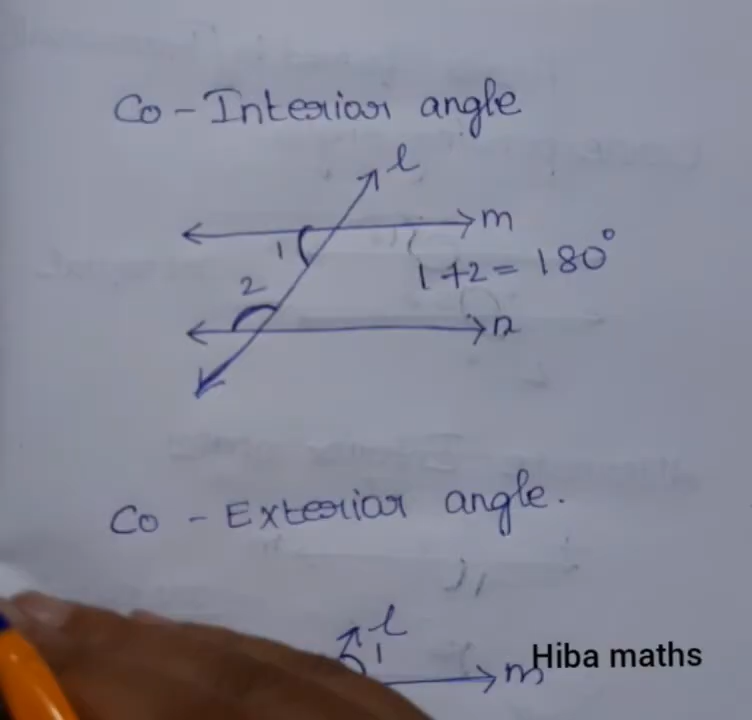 Co-Interior angle
l
m
1
1+2=180°
2
n
Co-Exterior angle.
l
1
m
Hiba maths